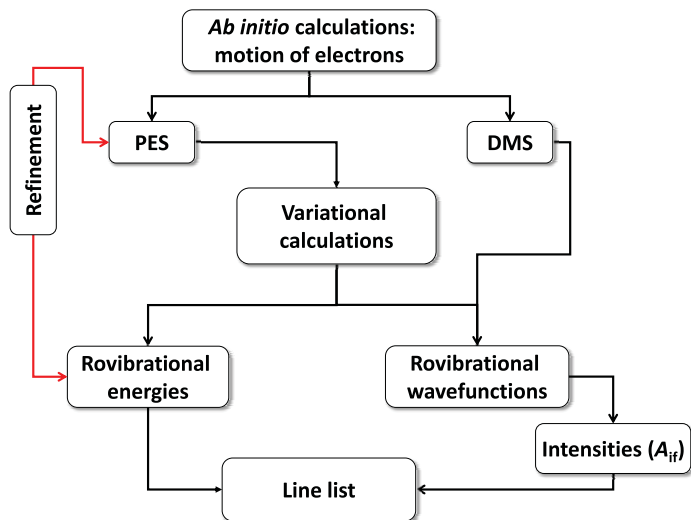 Ab initio calculations:
motion of electrons
Refinement
PES
DMS
Variational
calculations
Rovibrational
energies
Rovibrational
wavefunctions
Intensities (Aif)
Line list